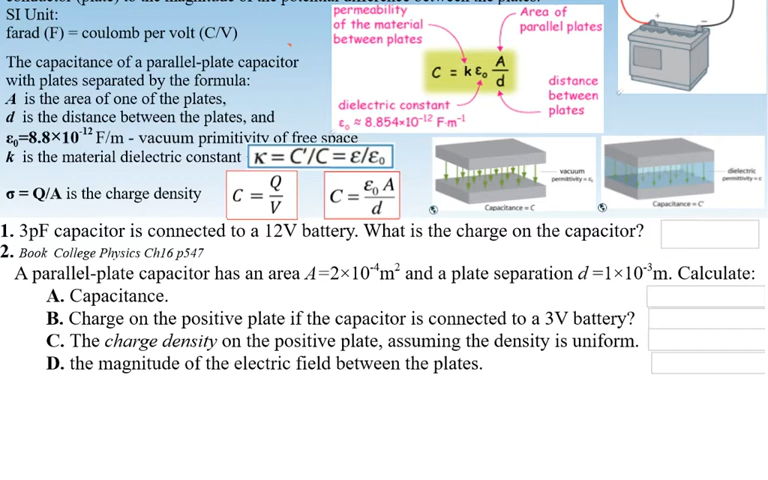 SI Unit:
farad (F) = coulomb per volt (C/V)
The capacitance of a parallel-plate capacitor
with plates separated by the formula:
A is the area of one of the plates,
d is the distance between the plates, and
ε₀=8.8×10⁻¹² F/m - vacuum primitivity of free space
k is the material dielectric constant K = C'/C = ε/ε₀
σ = Q/A is the charge density C = Q/V C = ε₀ A/d
permeability
of the material
between plates
Area of
parallel plates
C = kε₀ A/d
distance
between
plates
dielectric constant
ε₀ ≈ 8.854×10⁻¹² F·m⁻¹
+ −
vacuum
permittivity = ε₀
Capacitance = C
dielectric
permittivity = ε
Capacitance = C'
1. 3pF capacitor is connected to a 12V battery. What is the charge on the capacitor?
2. Book College Physics Ch16 p547
A parallel-plate capacitor has an area A=2×10⁻⁴m² and a plate separation d =1×10⁻³m. Calculate:
A. Capacitance.
B. Charge on the positive plate if the capacitor is connected to a 3V battery?
C. The charge density on the positive plate, assuming the density is uniform.
D. the magnitude of the electric field between the plates.